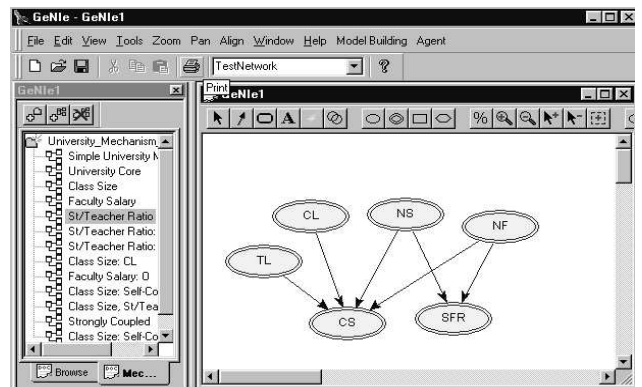 GeNIe - GeNIe1
File Edit View Tools Zoom Pan Align Window Help Model Building Agent
TestNetwork
Print
GeNIe1
GeNIe1
A
%
University_Mechanism_
Simple University M
University Core
Class Size
Faculty Salary
St/Teacher Ratio
St/Teacher Ratio:
St/Teacher Ratio:
Class Size: CL
Faculty Salary: O
Class Size: Self-Co
Class Size, St/Tea
Strongly Coupled
Class Size: Self-Co
Browse
Mec...
CL
NS
NF
TL
CS
SFR